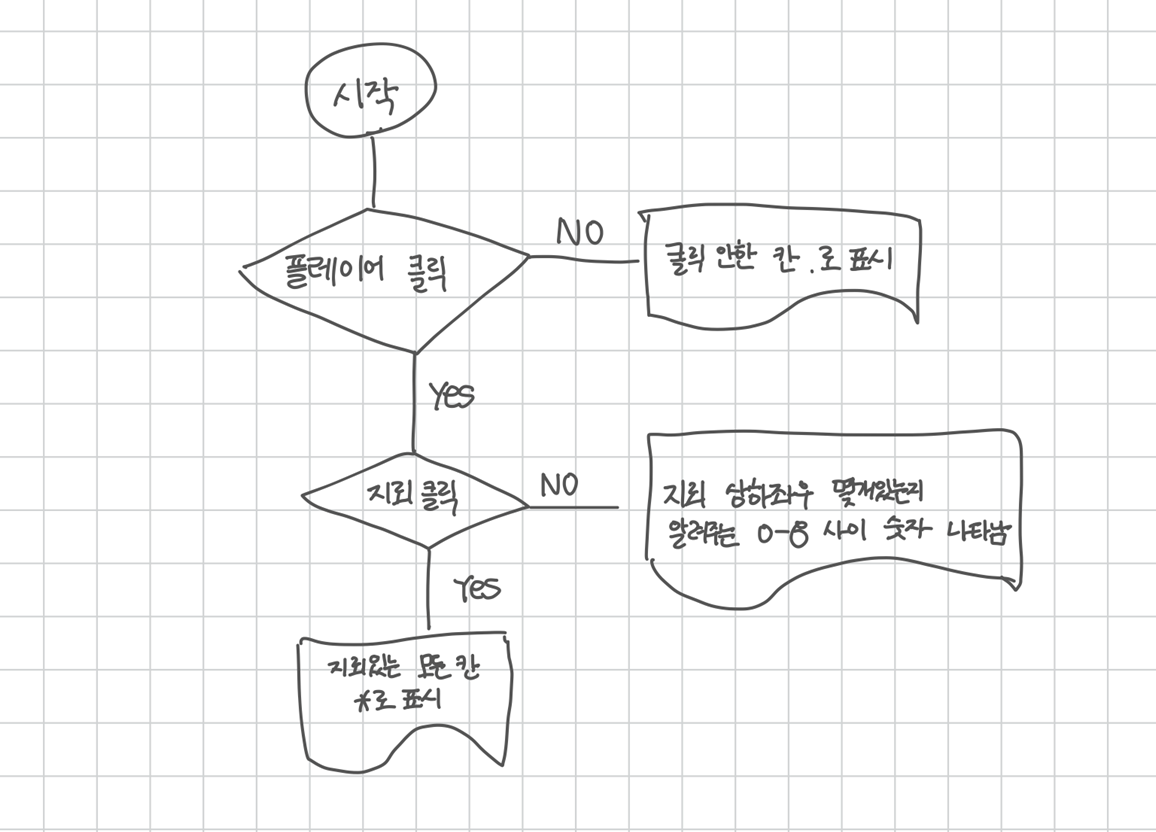 시작
플레이어 클릭
NO
클릭 안한 칸 .로 표시
yes
지뢰 클릭
NO
지뢰 상하좌우 몇개있는지
알려주는 0-8 사이 숫자 나타남
yes
지뢰있는 모든 칸
*로 표시